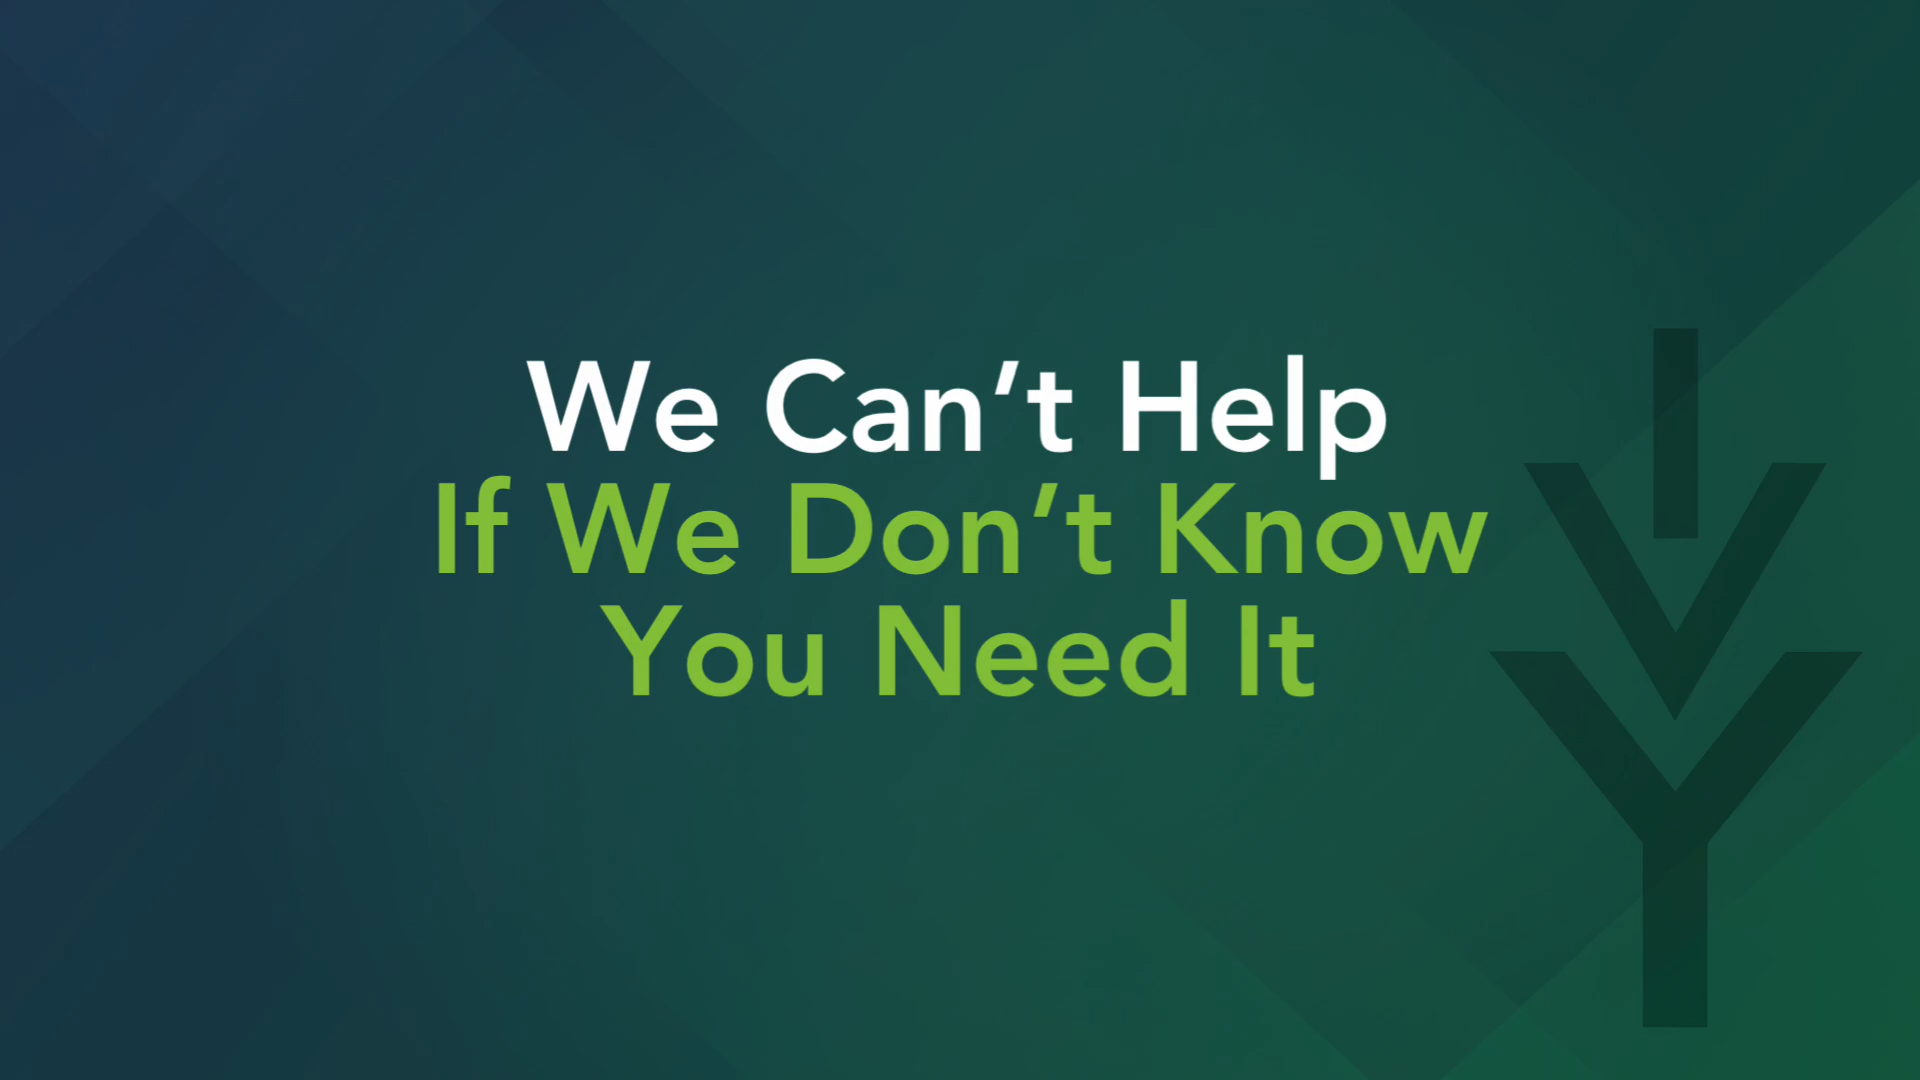 We Can’t Help
If We Don’t Know
You Need It
I
V
Y